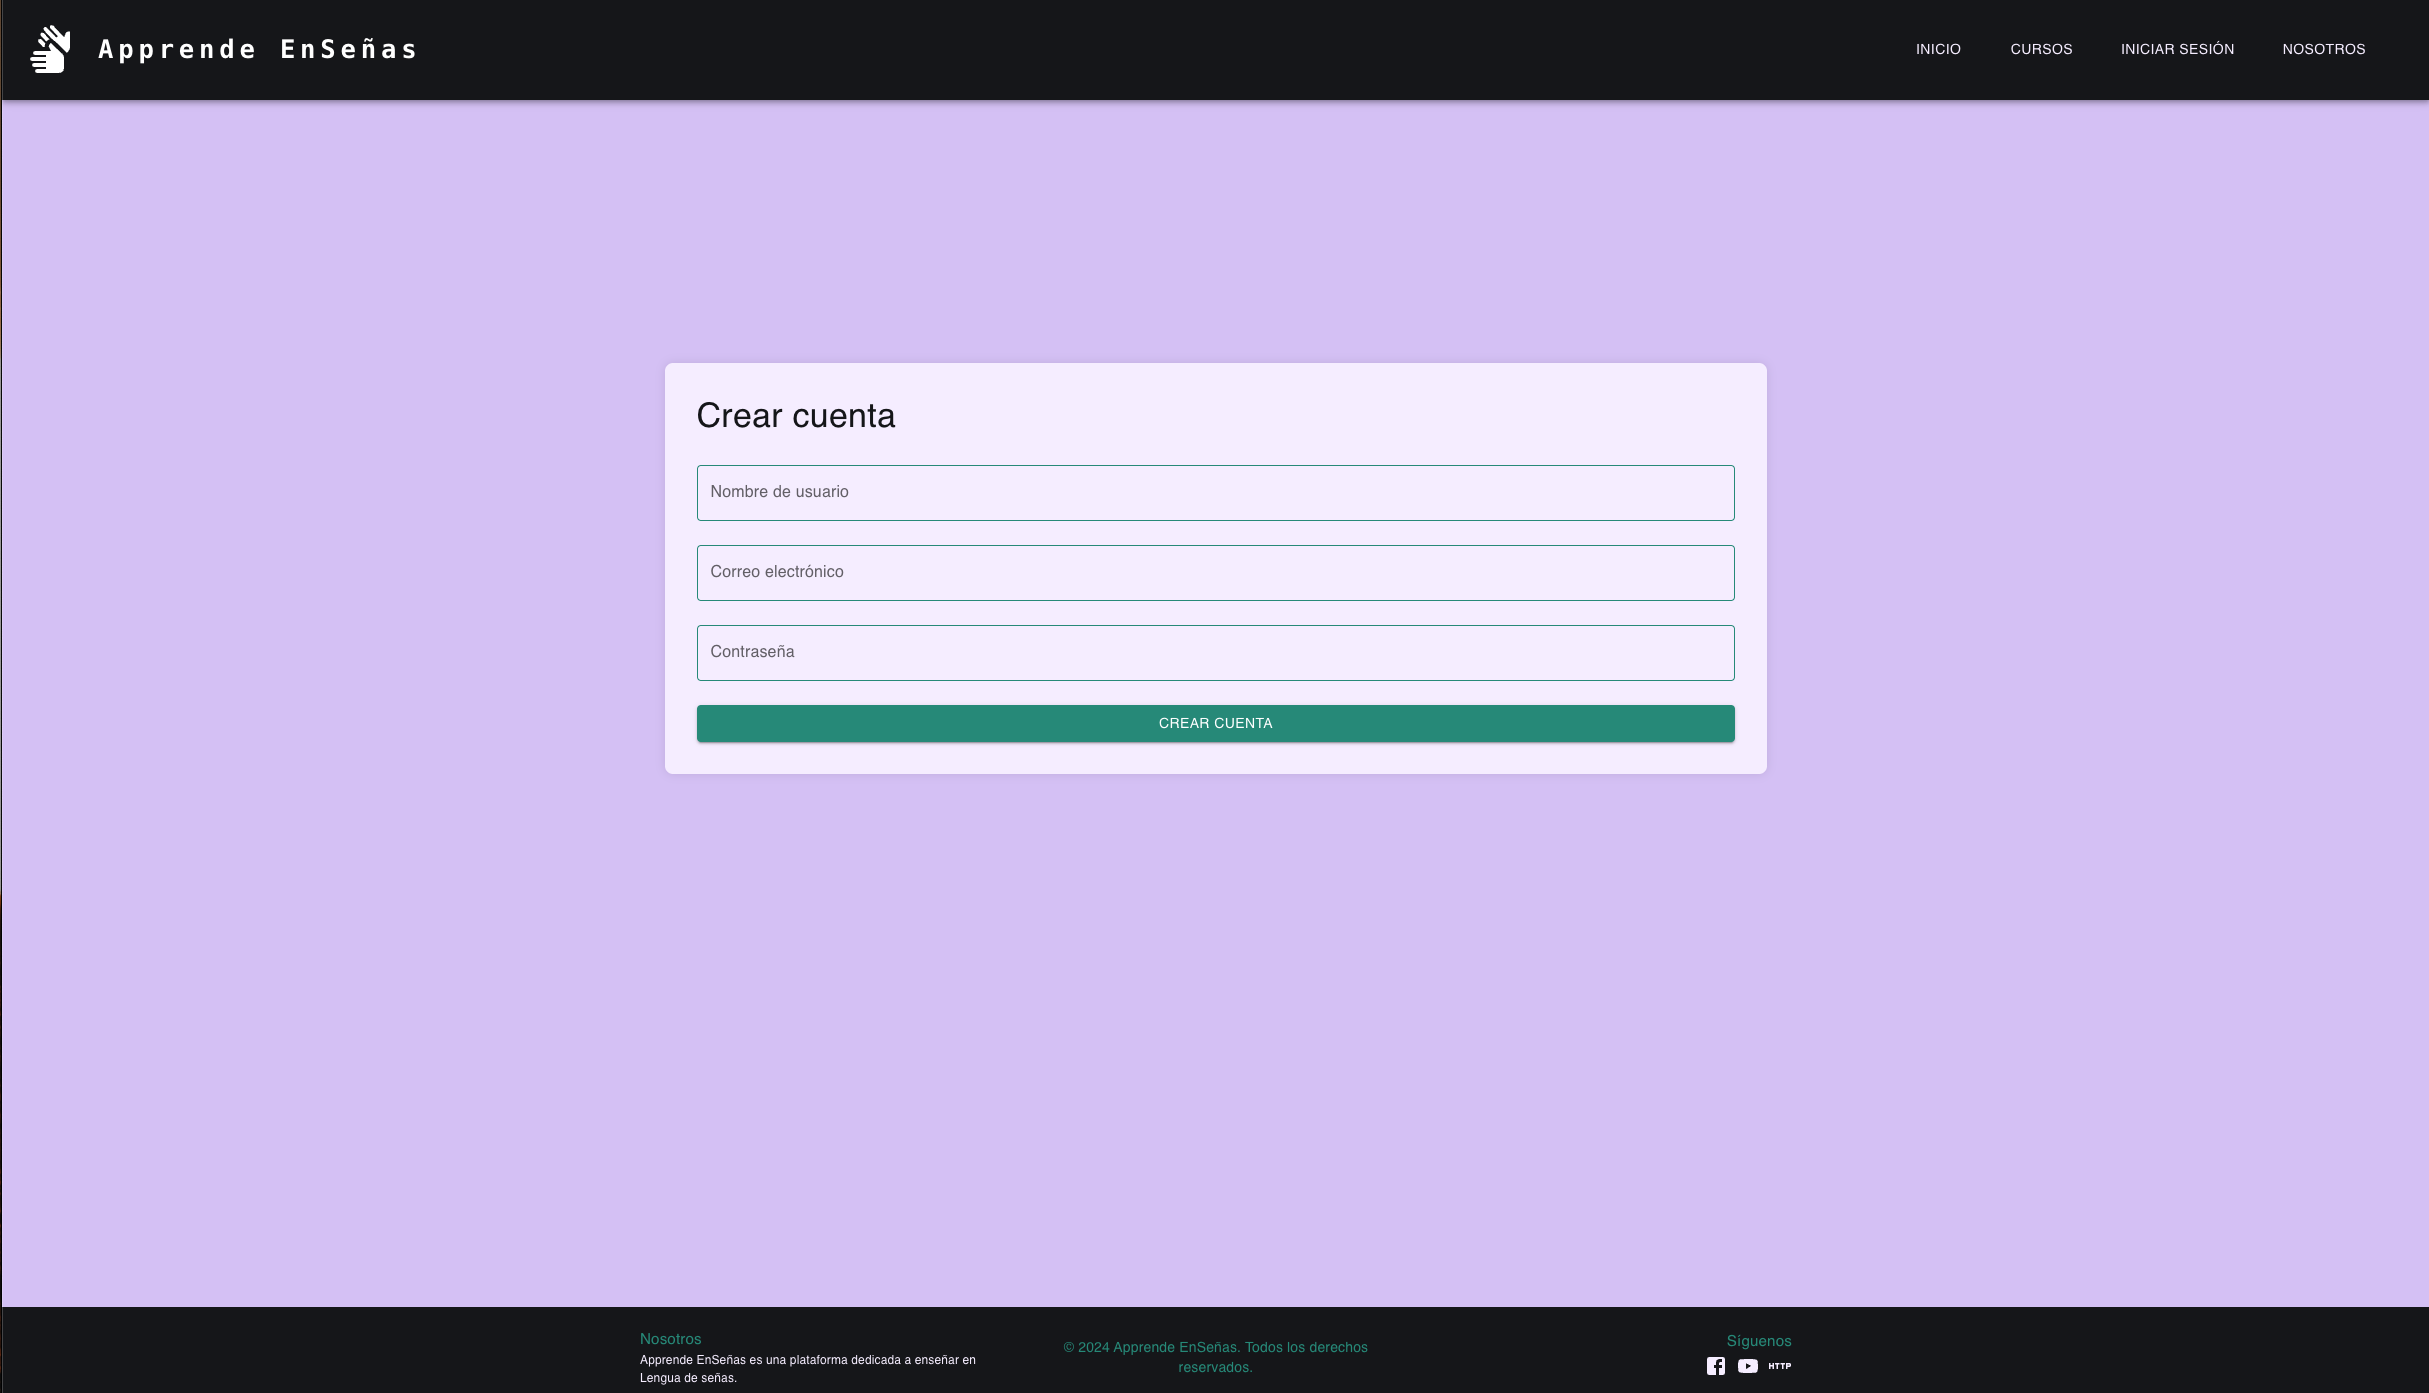 Apprende EnSeñas
INICIO
CURSOS
INICIAR SESIÓN
NOSOTROS
Crear cuenta
Nombre de usuario
Correo electrónico
Contraseña
CREAR CUENTA
Nosotros
Apprende EnSeñas es una plataforma dedicada a enseñar en
Lengua de señas.
© 2024 Apprende EnSeñas. Todos los derechos
reservados.
Síguenos
HTTP